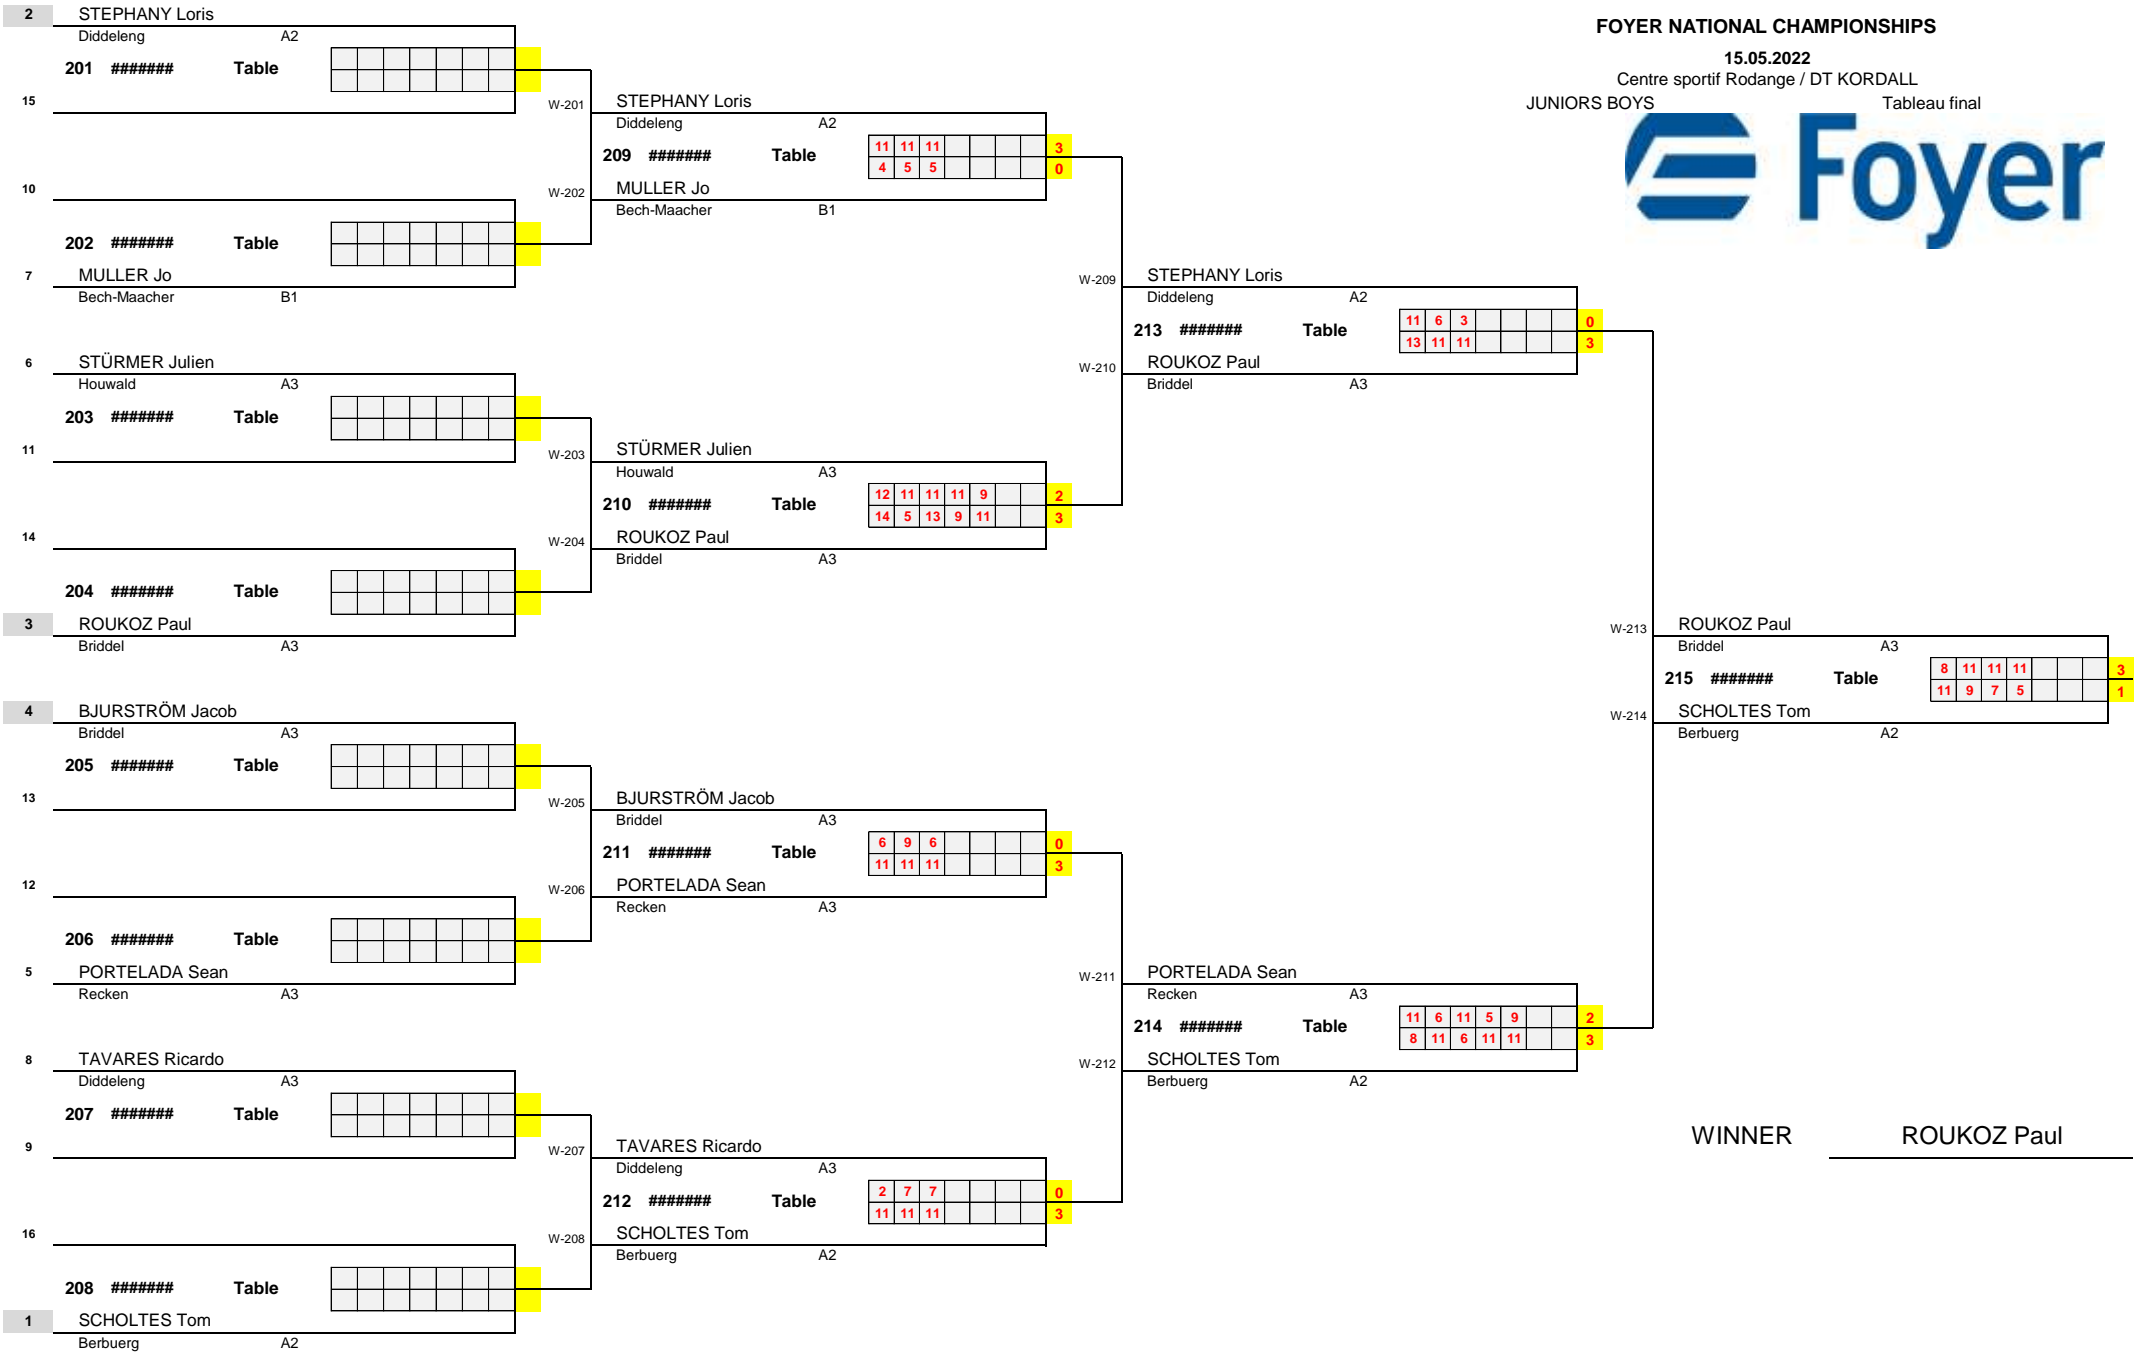 FOYER NATIONAL CHAMPIONSHIPS
15.05.2022
Centre sportif Rodange / DT KORDALL
JUNIORS BOYS Tableau final
Foyer
2 STEPHANY Loris
Diddeleng A2
201 ####### Table
15
10
202 ####### Table
7 MULLER Jo
Bech-Maacher B1
6 STÜRMER Julien
Houwald A3
203 ####### Table
11
14
204 ####### Table
3 ROUKOZ Paul
Briddel A3
4 BJURSTRÖM Jacob
Briddel A3
205 ####### Table
13
12
206 ####### Table
5 PORTELADA Sean
Recken A3
8 TAVARES Ricardo
Diddeleng A3
207 ####### Table
9
16
208 ####### Table
1 SCHOLTES Tom
Berbuerg A2
W-201 STEPHANY Loris
Diddeleng A2
209 ####### Table
11 11 11 3
4 5 5 0
W-202 MULLER Jo
Bech-Maacher B1
W-203 STÜRMER Julien
Houwald A3
210 ####### Table
12 11 11 11 9 2
14 5 13 9 11 3
W-204 ROUKOZ Paul
Briddel A3
W-205 BJURSTRÖM Jacob
Briddel A3
211 ####### Table
6 9 6 0
11 11 11 3
W-206 PORTELADA Sean
Recken A3
W-207 TAVARES Ricardo
Diddeleng A3
212 ####### Table
2 7 7 0
11 11 11 3
W-208 SCHOLTES Tom
Berbuerg A2
W-209 STEPHANY Loris
Diddeleng A2
213 ####### Table
11 6 3 0
13 11 11 3
W-210 ROUKOZ Paul
Briddel A3
W-211 PORTELADA Sean
Recken A3
214 ####### Table
11 6 11 5 9 2
8 11 6 11 11 3
W-212 SCHOLTES Tom
Berbuerg A2
W-213 ROUKOZ Paul
Briddel A3
215 ####### Table
8 11 11 11 3
11 9 7 5 1
W-214 SCHOLTES Tom
Berbuerg A2
WINNER ROUKOZ Paul